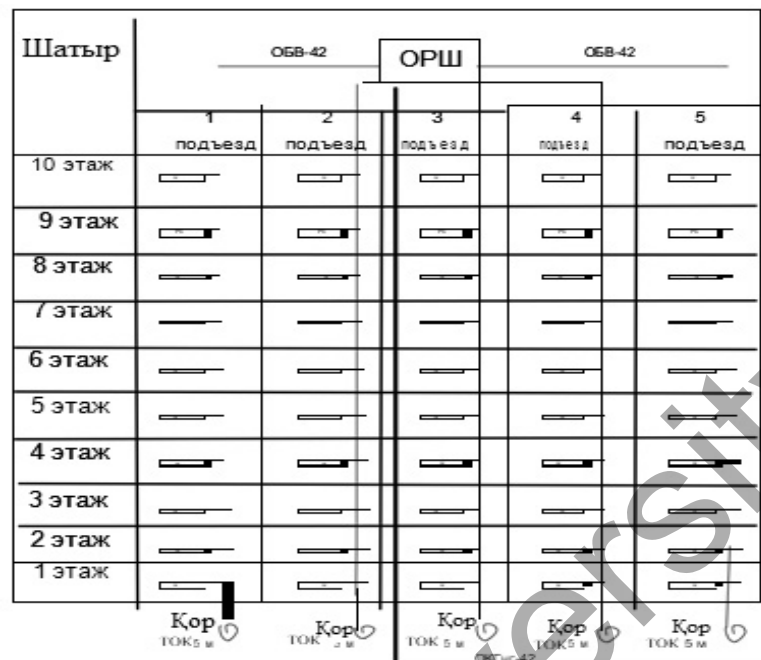 Шатыр
ОБВ-42
ОРШ
ОБВ-42
1 подъезд
2 подъезд
3 подъезд
4 подъезд
5 подъезд
10 этаж
9 этаж
8 этаж
7 этаж
6 этаж
5 этаж
4 этаж
3 этаж
2 этаж
1 этаж
Қор
ТОК 5 м
Қор
ТОК м
Қор
ТОК 5 м
Қор
ТОК 5 м
Қор
ТОК 5 м
versity